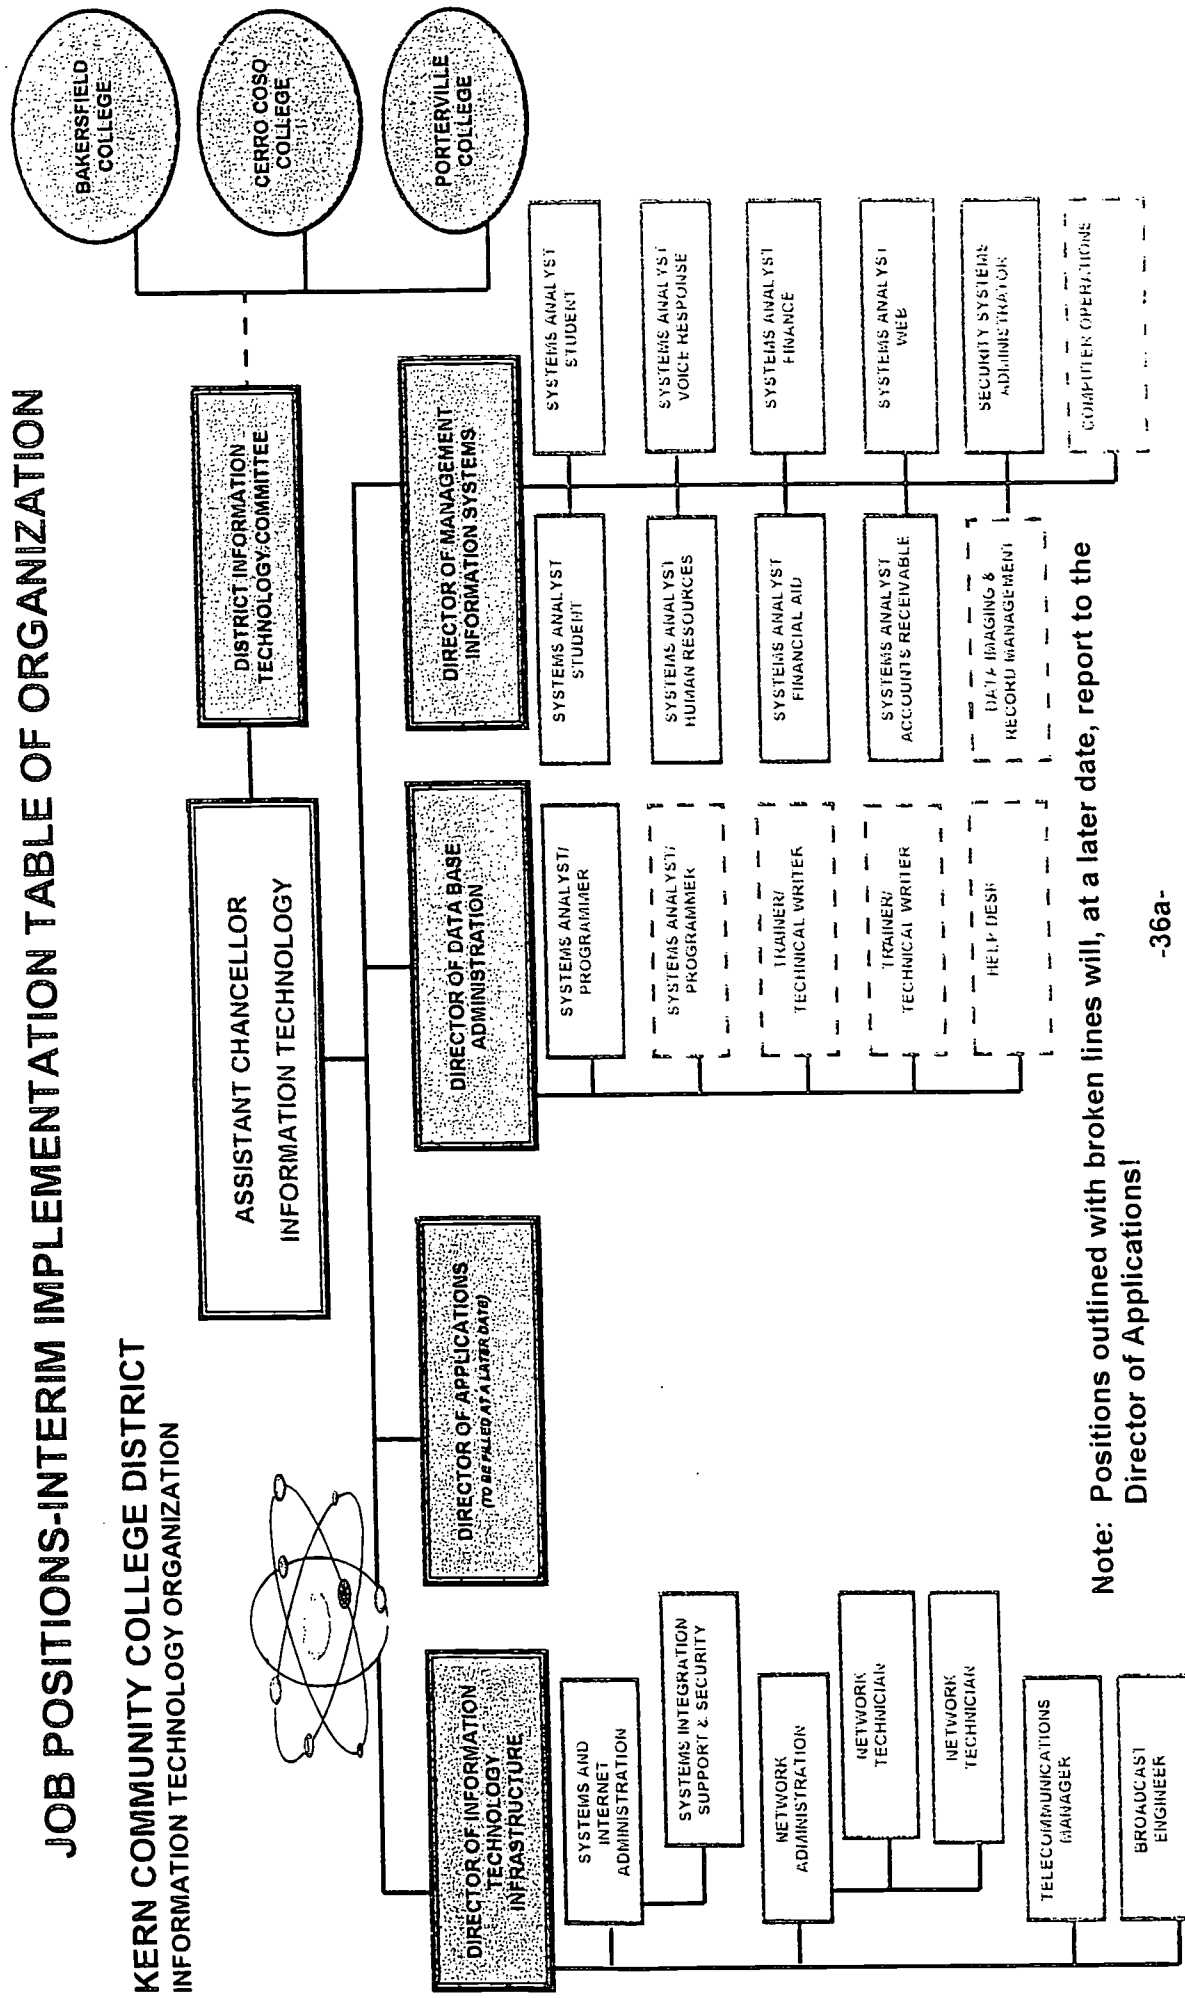 JOB POSITIONS-INTERIM IMPLEMENTATION TABLE OF ORGANIZATION
KERN COMMUNITY COLLEGE DISTRICT
INFORMATION TECHNOLOGY ORGANIZATION
ASSISTANT CHANCELLOR
INFORMATION TECHNOLOGY
DISTRICT INFORMATION
TECHNOLOGY COMMITTEE
BAKERSFIELD
COLLEGE
CERRO COSO
COLLEGE
PORTERVILLE
COLLEGE
DIRECTOR OF INFORMATION
TECHNOLOGY
INFRASTRUCTURE
SYSTEMS AND
INTERNET
ADMINISTRATION
SYSTEMS INTEGRATION
SUPPORT & SECURITY
NETWORK
ADMINISTRATION
NETWORK
TECHNICIAN
NETWORK
TECHNICIAN
TELECOMMUNICATIONS
MANAGER
BROADCAST
ENGINEER
DIRECTOR OF APPLICATIONS
(TO BE FILLED AT A LATER DATE)
DIRECTOR OF DATA BASE
ADMINISTRATION
SYSTEMS ANALYST/
PROGRAMMER
SYSTEMS ANALYST/
PROGRAMMER
TRAINER/
TECHNICAL WRITER
TRAINER/
TECHNICAL WRITER
HELP DESK
DIRECTOR OF MANAGEMENT
INFORMATION SYSTEMS
SYSTEMS ANALYST
STUDENT
SYSTEMS ANALYST
HUMAN RESOURCES
SYSTEMS ANALYST
FINANCIAL AID
SYSTEMS ANALYST
ACCOUNTS RECEIVABLE
DATA IMAGING &
RECORD MANAGEMENT
SYSTEMS ANALYST
STUDENT
SYSTEMS ANALYST
VOICE RESPONSE
SYSTEMS ANALYST
FINANCE
SYSTEMS ANALYST
WEB
SECURITY SYSTEMS
ADMINISTRATOR
COMPUTER OPERATIONS
Note: Positions outlined with broken lines will, at a later date, report to the
Director of Applications!
-36a-